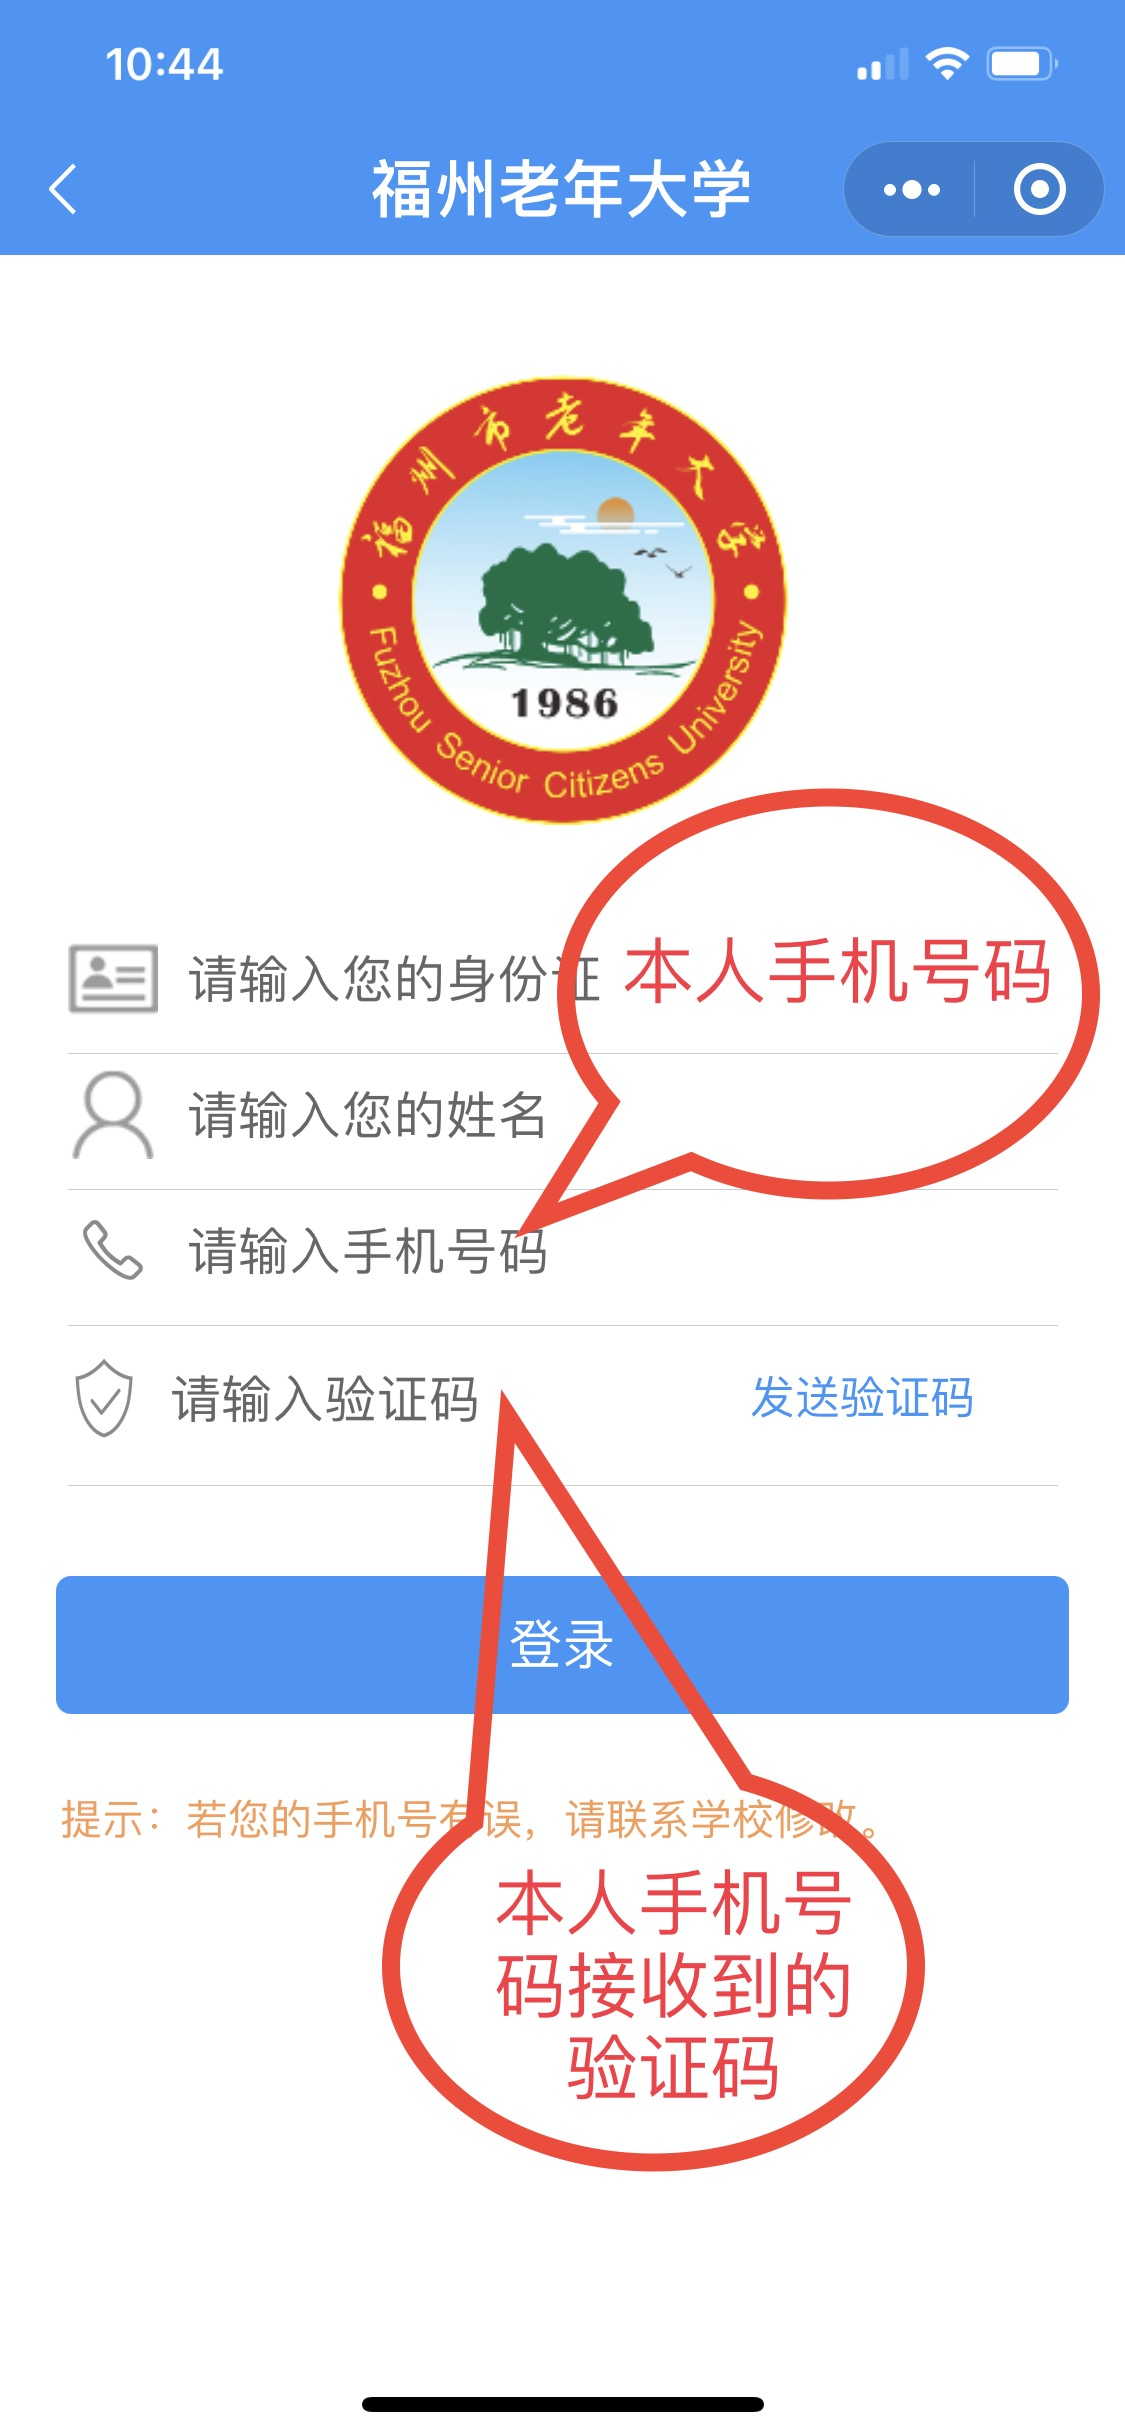 10:44
福州老年大学
福州市老年大学
1986
Fuzhou Senior Citizens University
请输入您的身份证
本人手机号码
请输入您的姓名
请输入手机号码
请输入验证码
发送验证码
登录
提示：若您的手机号有误，请联系学校修改。
本人手机号
码接收到的
验证码